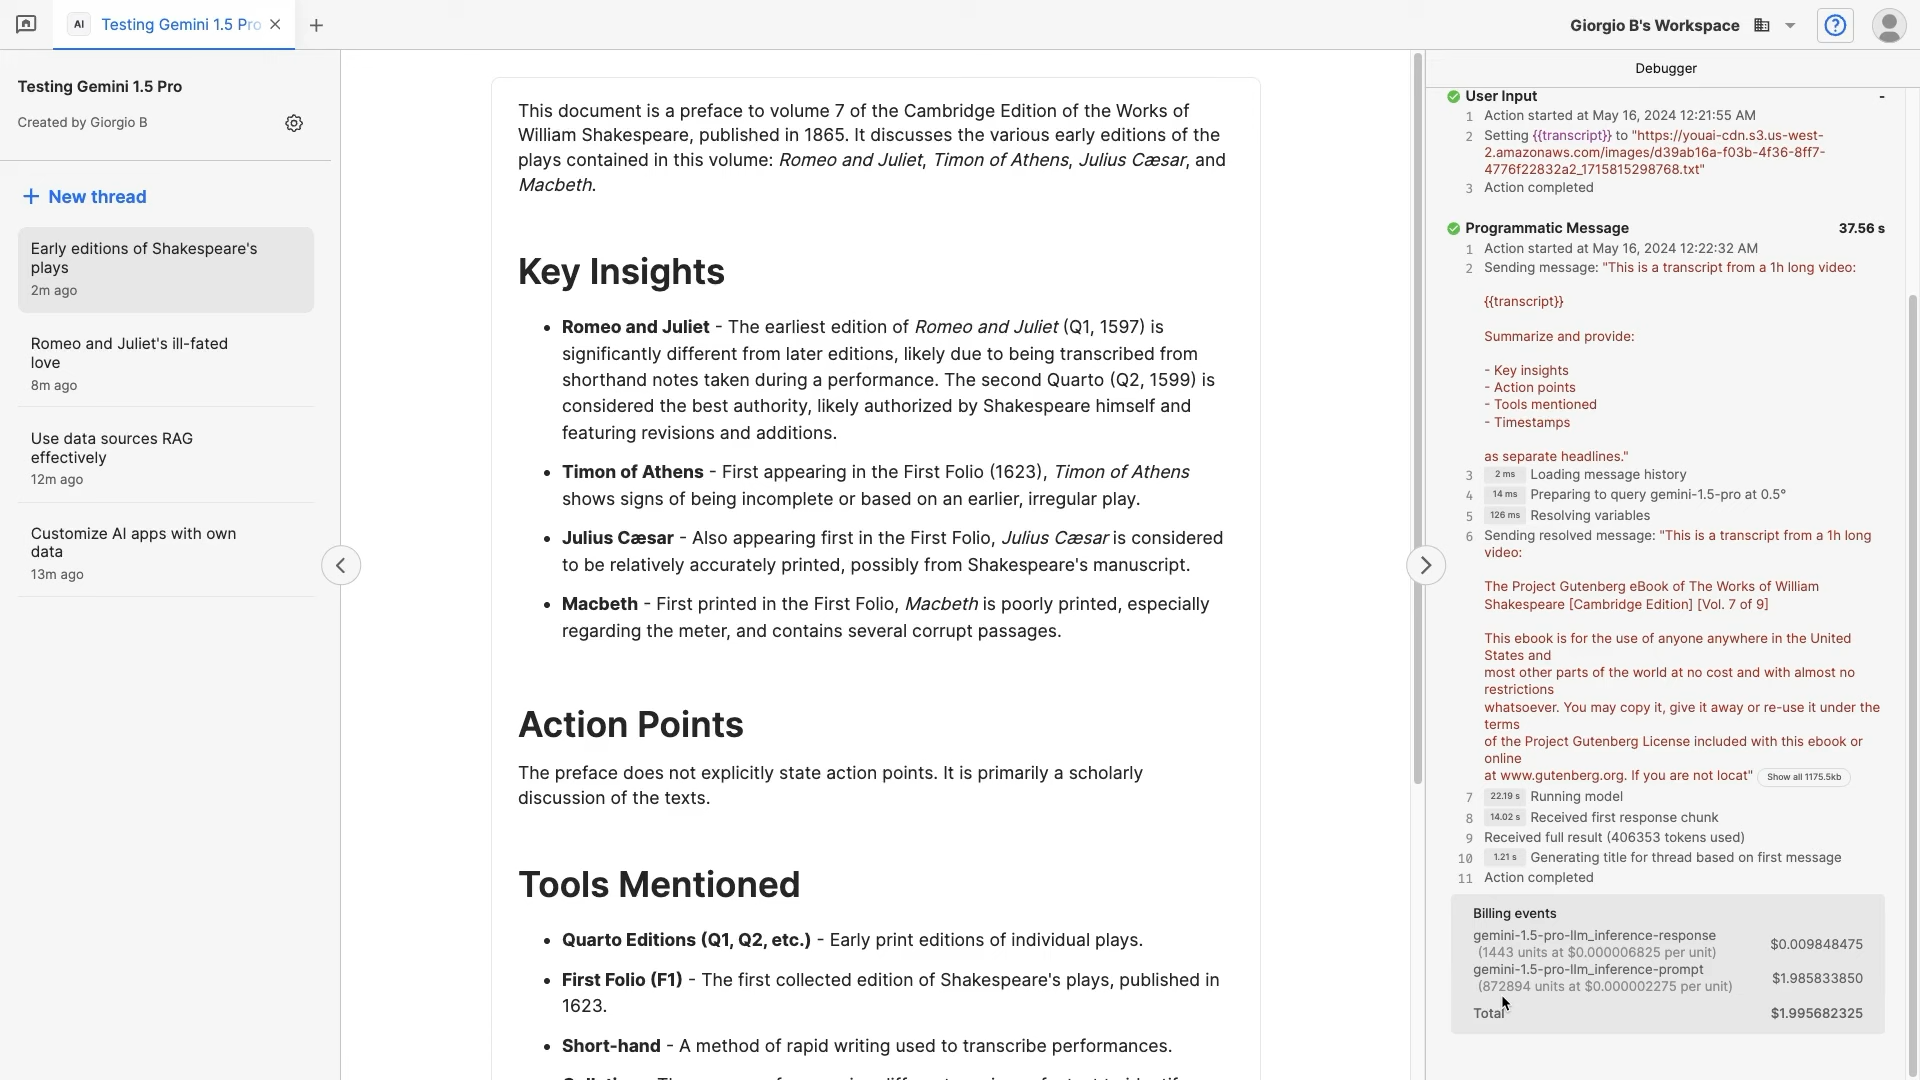 AI Testing Gemini 1.5 Pro
Giorgio B's Workspace
Testing Gemini 1.5 Pro
Created by Giorgio B
New thread
Early editions of Shakespeare's
plays
2m ago
Romeo and Juliet's ill-fated
love
8m ago
Use data sources RAG
effectively
12m ago
Customize AI apps with own
data
13m ago
This document is a preface to volume 7 of the Cambridge Edition of the Works of
William Shakespeare, published in 1865. It discusses the various early editions of the
plays contained in this volume: Romeo and Juliet, Timon of Athens, Julius Cæsar, and
Macbeth.
Key Insights
• Romeo and Juliet - The earliest edition of Romeo and Juliet (Q1, 1597) is
significantly different from later editions, likely due to being transcribed from
shorthand notes taken during a performance. The second Quarto (Q2, 1599) is
considered the best authority, likely authorized by Shakespeare himself and
featuring revisions and additions.
• Timon of Athens - First appearing in the First Folio (1623), Timon of Athens
shows signs of being incomplete or based on an earlier, irregular play.
• Julius Cæsar - Also appearing first in the First Folio, Julius Cæsar is considered
to be relatively accurately printed, possibly from Shakespeare's manuscript.
• Macbeth - First printed in the First Folio, Macbeth is poorly printed, especially
regarding the meter, and contains several corrupt passages.
Action Points
The preface does not explicitly state action points. It is primarily a scholarly
discussion of the texts.
Tools Mentioned
• Quarto Editions (Q1, Q2, etc.) - Early print editions of individual plays.
• First Folio (F1) - The first collected edition of Shakespeare's plays, published in
1623.
• Short-hand - A method of rapid writing used to transcribe performances.
Debugger
User Input -
1 Action started at May 16, 2024 12:21:55 AM
2 Setting {{transcript}} to "https://youai-cdn.s3.us-west-
2.amazonaws.com/images/d39ab16a-f03b-4f36-8ff7-
4776f22832a2_1715815298768.txt"
3 Action completed
Programmatic Message 37.56 s
1 Action started at May 16, 2024 12:22:32 AM
2 Sending message: "This is a transcript from a 1h long video:
{{transcript}}
Summarize and provide:
- Key insights
- Action points
- Tools mentioned
- Timestamps
as separate headlines."
3 2 ms Loading message history
4 14 ms Preparing to query gemini-1.5-pro at 0.5°
5 126 ms Resolving variables
6 Sending resolved message: "This is a transcript from a 1h long
video:
The Project Gutenberg eBook of The Works of William
Shakespeare [Cambridge Edition] [Vol. 7 of 9]
This ebook is for the use of anyone anywhere in the United
States and
most other parts of the world at no cost and with almost no
restrictions
whatsoever. You may copy it, give it away or re-use it under the
terms
of the Project Gutenberg License included with this ebook or
online
at www.gutenberg.org. If you are not locat" Show all 1175.5kb
7 22.19 s Running model
8 14.02 s Received first response chunk
9 Received full result (406353 tokens used)
10 1.21 s Generating title for thread based on first message
11 Action completed
Billing events
gemini-1.5-pro-llm_inference-response
(1443 units at $0.000006825 per unit) $0.009848475
gemini-1.5-pro-llm_inference-prompt
(872894 units at $0.000002275 per unit) $1.985833850
Total $1.995682325